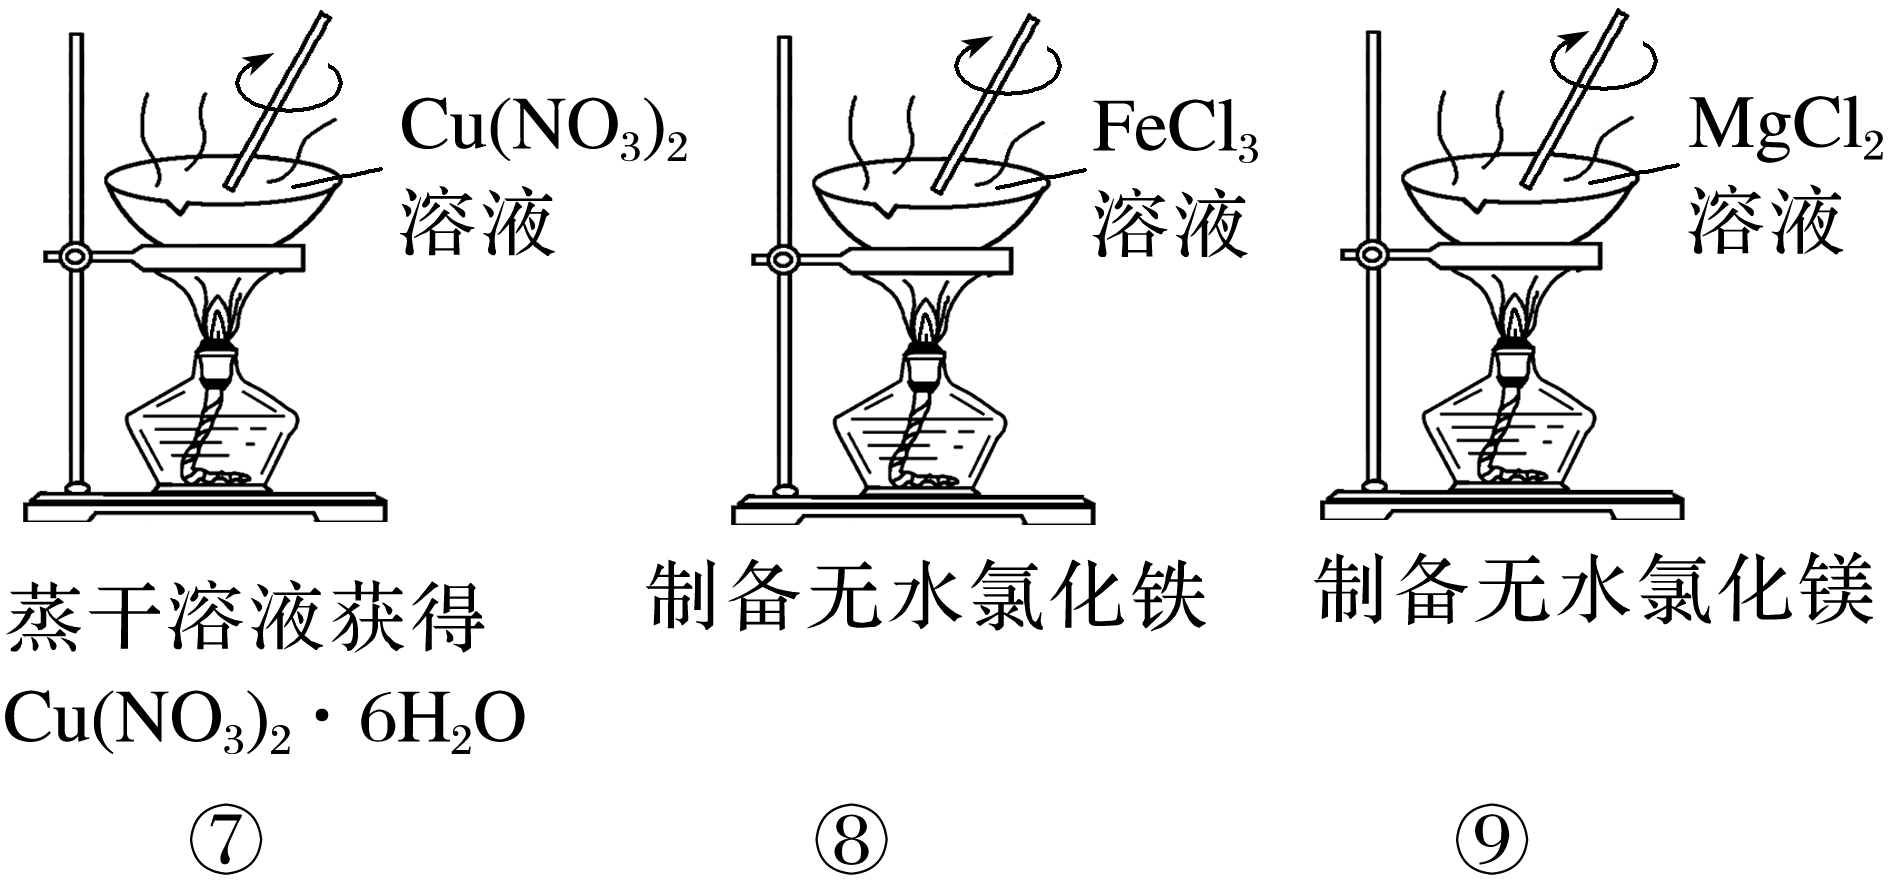 Cu(NO₃)₂
溶液
FeCl₃
溶液
MgCl₂
溶液
蒸干溶液获得
Cu(NO₃)₂·6H₂O
制备无水氯化铁
制备无水氯化镁
⑦
⑧
⑨